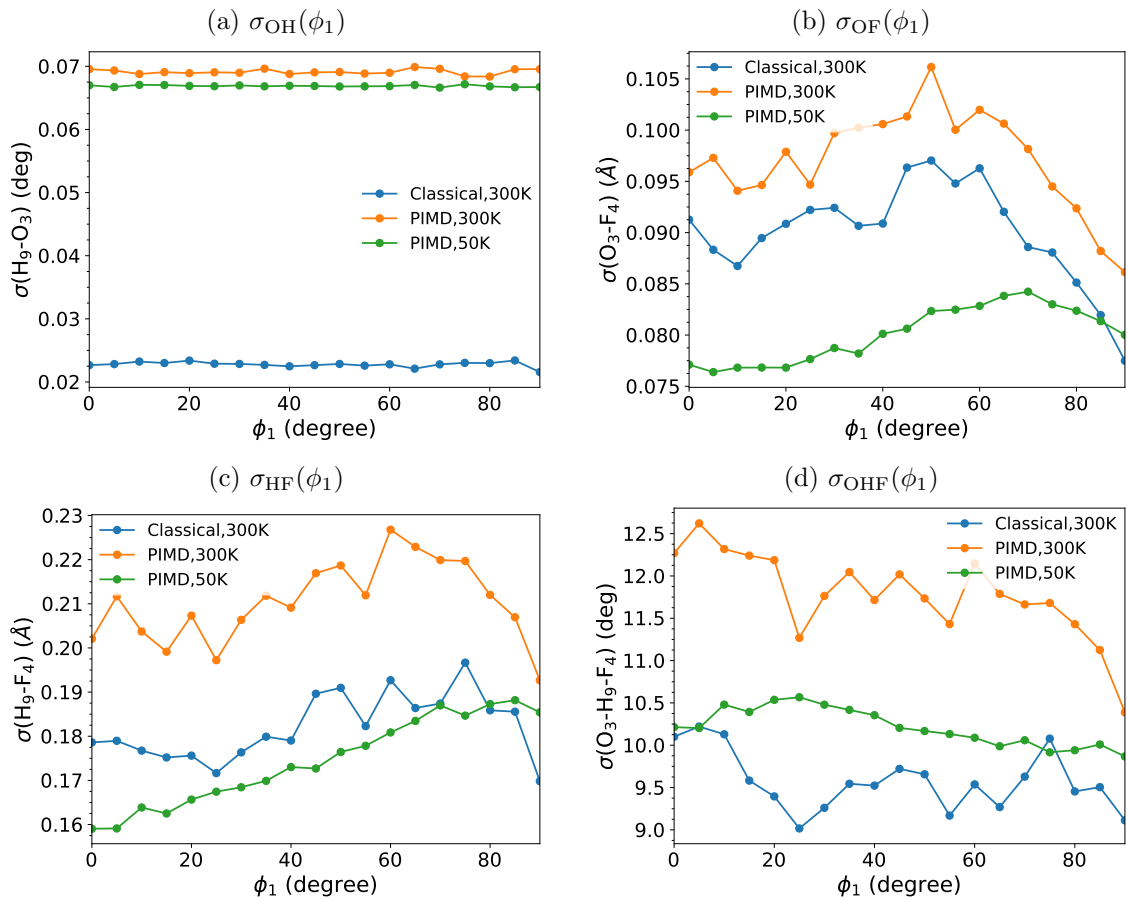 (a) σOH(ϕ1)
0.07
0.06
0.05
0.04
0.03
0.02
σ(H9-O3) (deg)
Classical,300K
PIMD,300K
PIMD,50K
0 20 40 60 80
ϕ1 (degree)
(b) σOF(ϕ1)
0.105
0.100
0.095
0.090
0.085
0.080
0.075
σ(O3-F4) (Å)
Classical,300K
PIMD,300K
PIMD,50K
0 20 40 60 80
ϕ1 (degree)
(c) σHF(ϕ1)
0.23
0.22
0.21
0.20
0.19
0.18
0.17
0.16
σ(H9-F4) (Å)
Classical,300K
PIMD,300K
PIMD,50K
0 20 40 60 80
ϕ1 (degree)
(d) σOHF(ϕ1)
12.5
12.0
11.5
11.0
10.5
10.0
9.5
9.0
σ(O3-H9-F4) (deg)
Classical,300K
PIMD,300K
PIMD,50K
0 20 40 60 80
ϕ1 (degree)